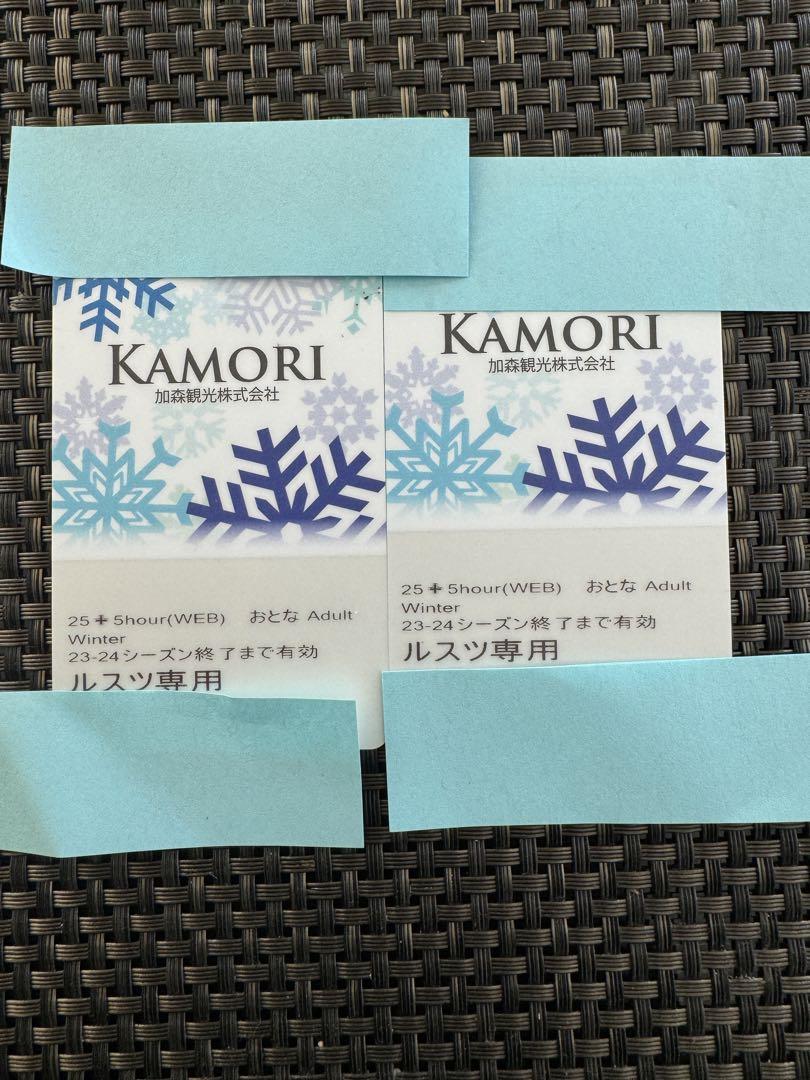 KAMORI
加森観光株式会社
25+5hour(WEB) おとな Adult
Winter
23-24シーズン終了まで有効
ルスツ専用
KAMORI
加森観光株式会社
25+5hour(WEB) おとな Adult
Winter
23-24シーズン終了まで有効
ルスツ専用